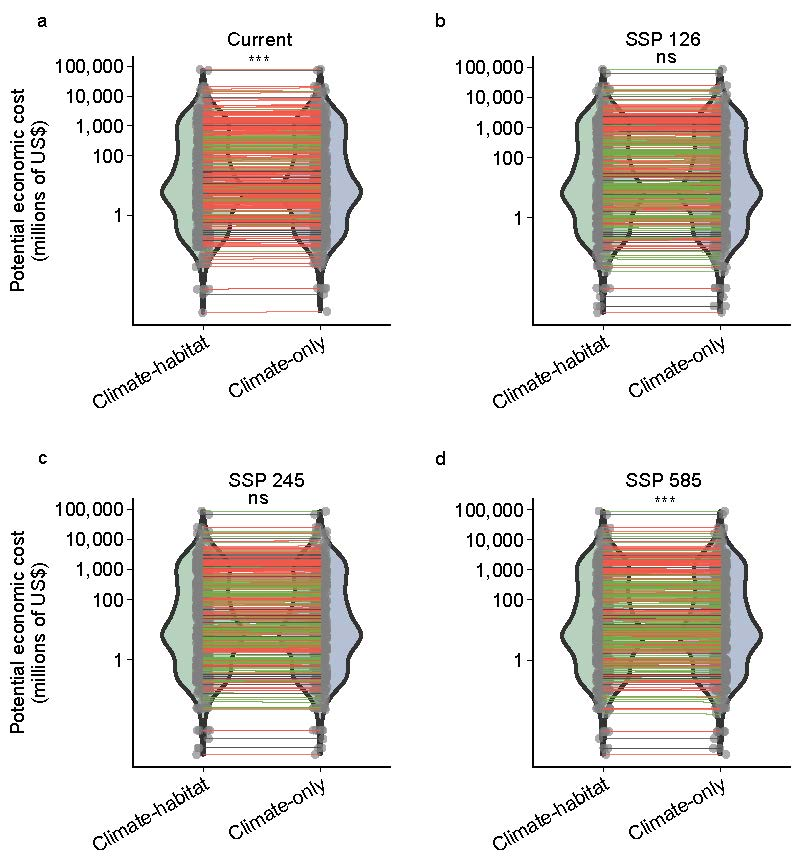 a
Current
***
100,000
10,000
1,000
100
1
Potential economic cost
(millions of US$)
Climate-habitat
Climate-only
b
SSP 126
ns
100,000
10,000
1,000
100
1
Climate-habitat
Climate-only
c
SSP 245
ns
100,000
10,000
1,000
100
1
Potential economic cost
(millions of US$)
Climate-habitat
Climate-only
d
SSP 585
***
100,000
10,000
1,000
100
1
Climate-habitat
Climate-only